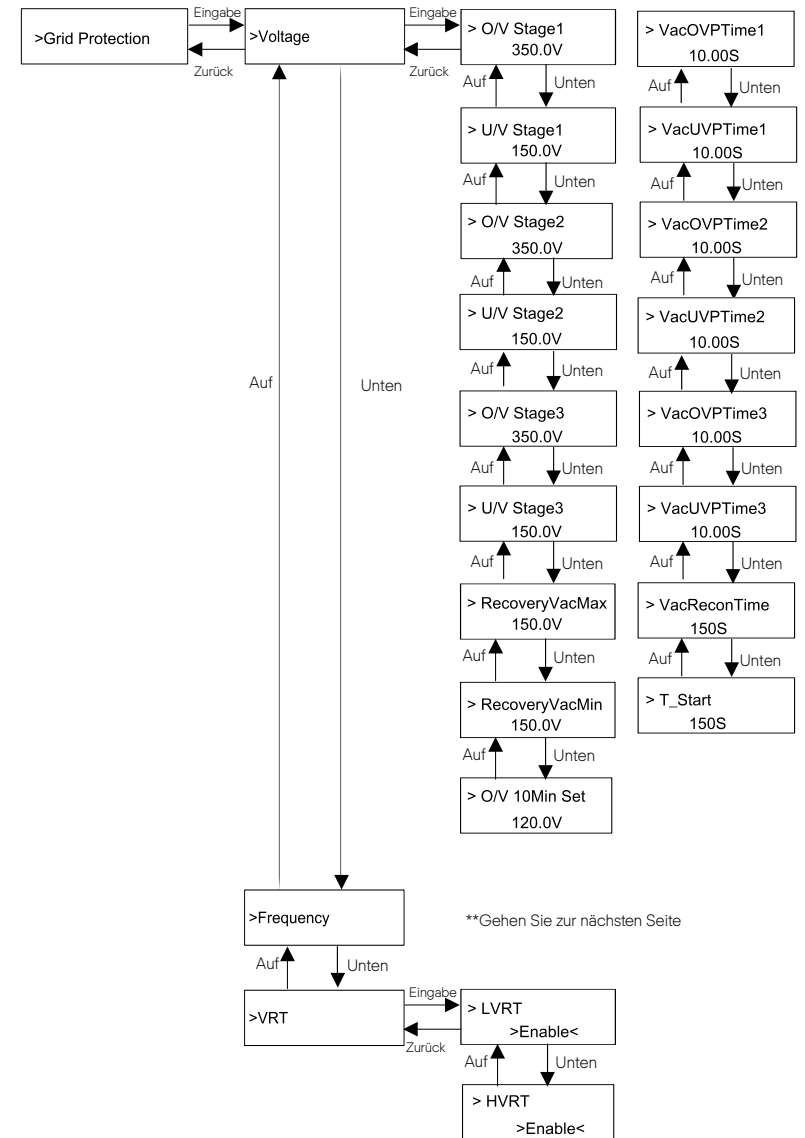 Eingabe
Eingabe
>Grid Protection
>Voltage
Zurück
Zurück
> O/V Stage1
350.0V
Auf
Unten
> U/V Stage1
150.0V
Auf
Unten
> O/V Stage2
350.0V
Auf
Unten
> U/V Stage2
150.0V
Auf
Unten
> O/V Stage3
350.0V
Auf
Unten
> U/V Stage3
150.0V
Auf
Unten
> RecoveryVacMax
150.0V
Auf
Unten
> RecoveryVacMin
150.0V
Auf
Unten
> O/V 10Min Set
120.0V
> VacOVPTime1
10.00S
Auf
Unten
> VacUVPTime1
10.00S
Auf
Unten
> VacOVPTime2
10.00S
Auf
Unten
> VacUVPTime2
10.00S
Auf
Unten
> VacOVPTime3
10.00S
Auf
Unten
> VacUVPTime3
10.00S
Auf
Unten
> VacReconTime
150S
Auf
Unten
> T_Start
150S
Auf
Unten
>Frequency
**Gehen Sie zur nächsten Seite
Auf
Unten
>VRT
Eingabe
Zurück
> LVRT
>Enable<
Auf
Unten
> HVRT
>Enable<